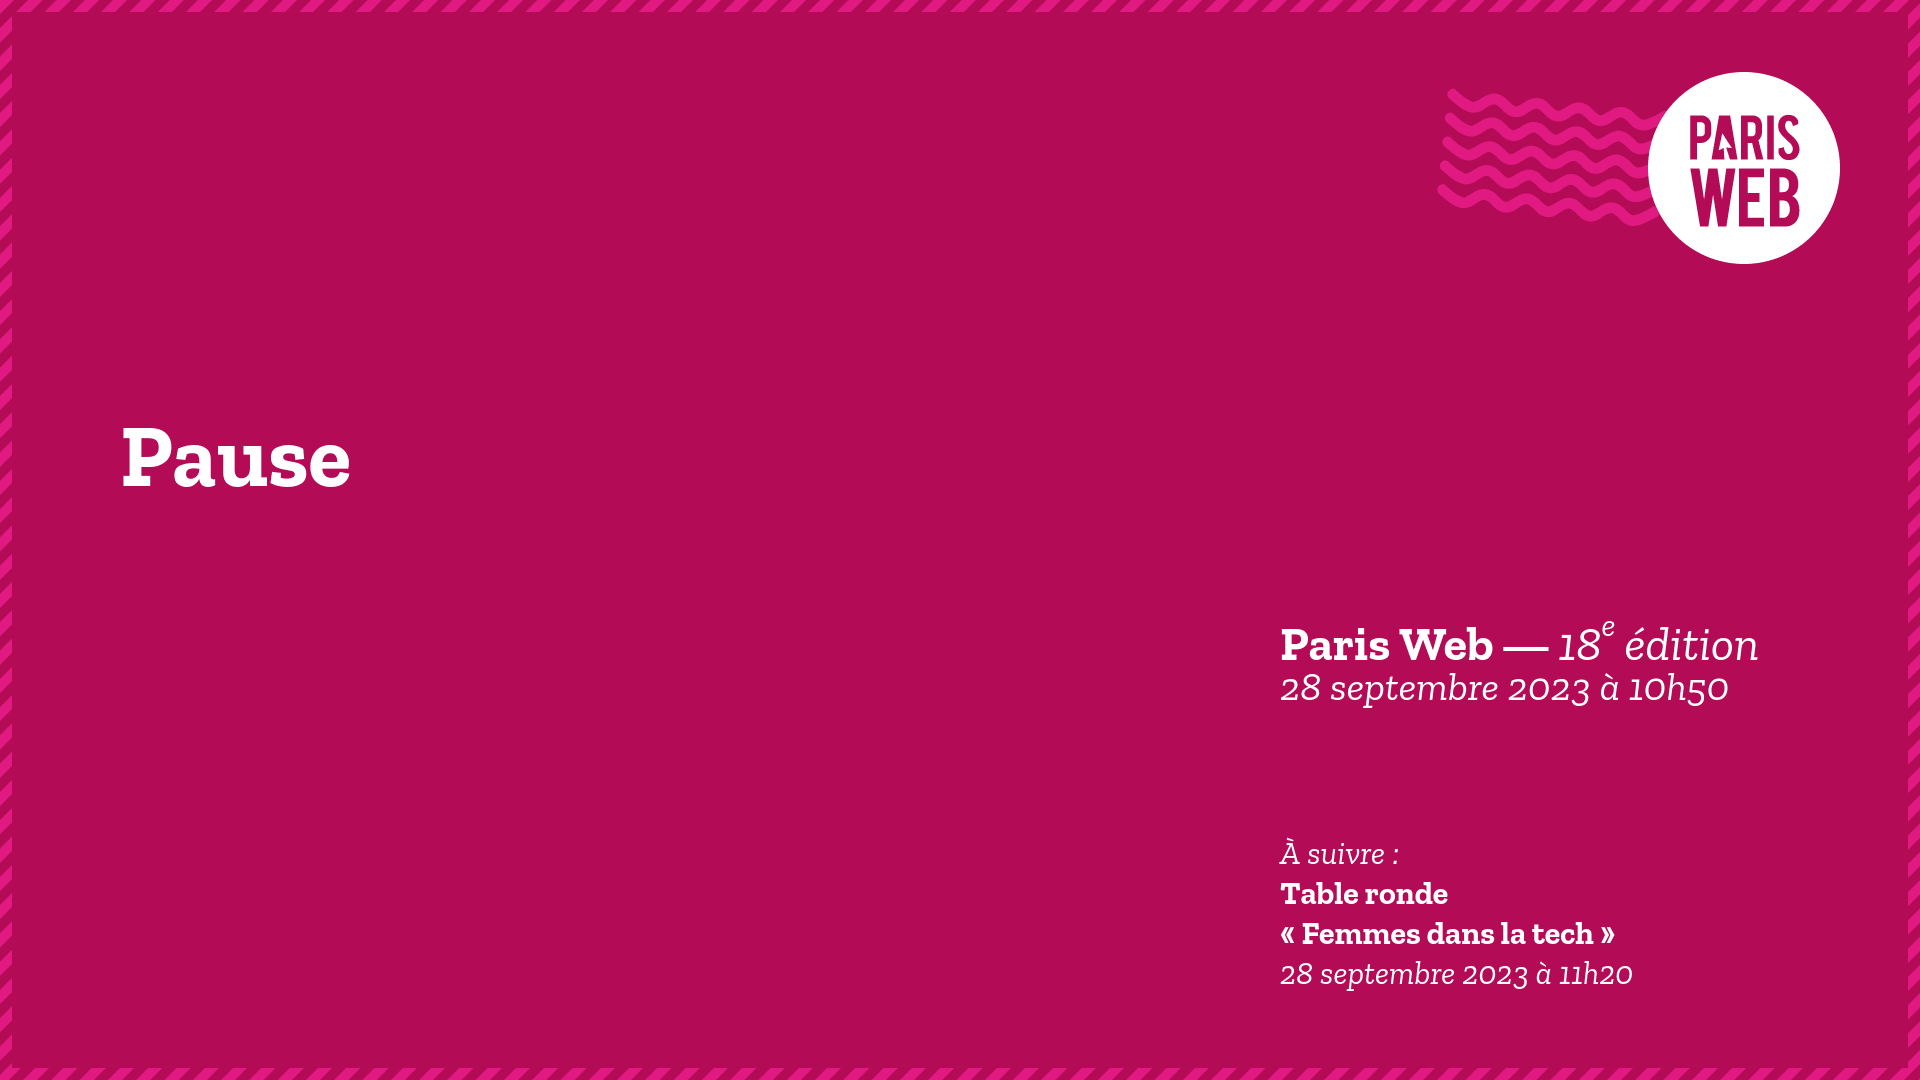 PARIS
WEB
Pause
Paris Web — 18e édition
28 septembre 2023 à 10h50
À suivre :
Table ronde
« Femmes dans la tech »
28 septembre 2023 à 11h20